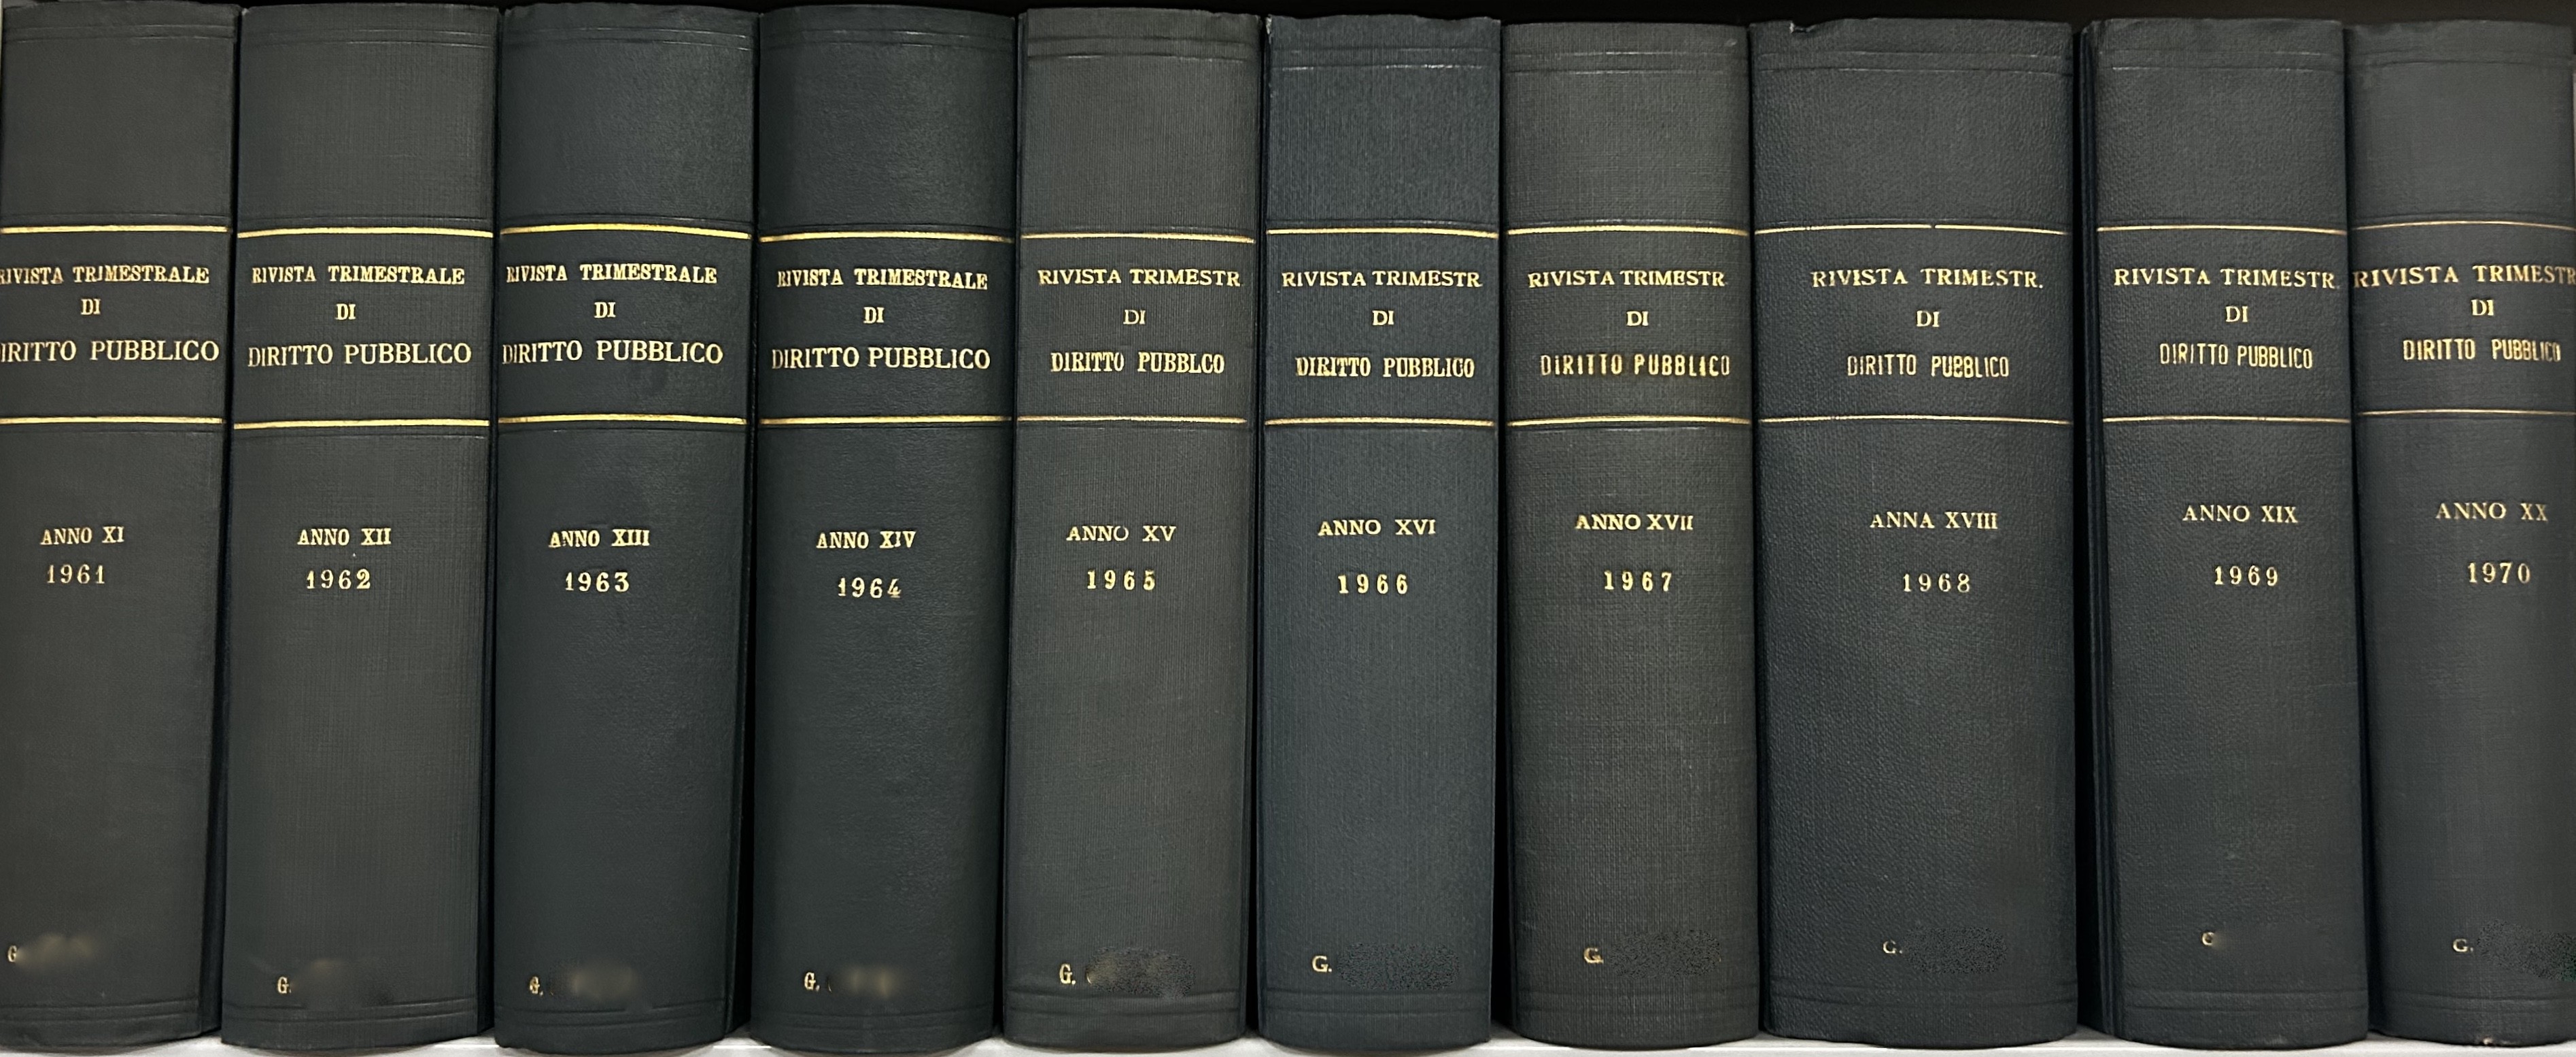 RIVISTA TRIMESTRALE
DI
DIRITTO PUBBLICO
ANNO XI
1961
G.
RIVISTA TRIMESTRALE
DI
DIRITTO PUBBLICO
ANNO XII
1962
G.
RIVISTA TRIMESTRALE
DI
DIRITTO PUBBLICO
ANNO XIII
1963
G.
RIVISTA TRIMESTRALE
DI
DIRITTO PUBBLICO
ANNO XIV
1964
G.
RIVISTA TRIMESTR.
DI
DIRITTO PUBBLCO
ANNO XV
1965
G.
RIVISTA TRIMESTR.
DI
DIRITTO PUBBLICO
ANNO XVI
1966
G.
RIVISTA TRIMESTR.
DI
DIRITTO PUBBLICO
ANNO XVII
1967
G.
RIVISTA TRIMESTR.
DI
DIRITTO PUBBLICO
ANNA XVIII
1968
G.
RIVISTA TRIMESTR.
DI
DIRITTO PUBBLICO
ANNO XIX
1969
RIVISTA TRIMESTR
DI
DIRITTO PUBBLICO
ANNO XX
1970
G.